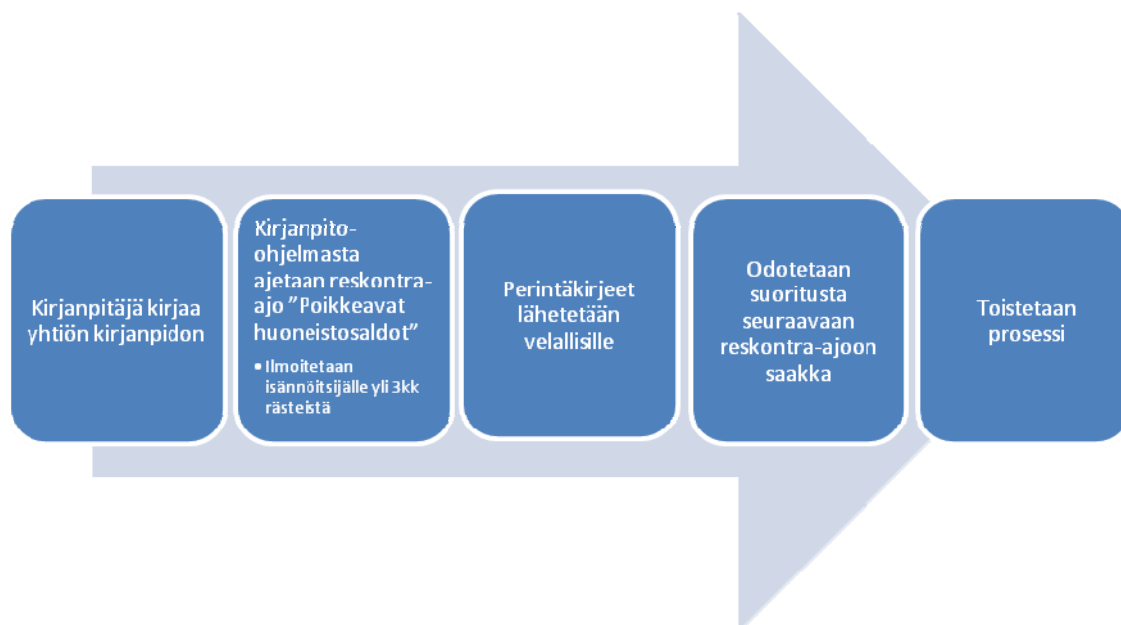 Kirjanpitäjä kirjaa
yhtiön kirjanpidon
Kirjanpito-
ohjelmasta
ajetaan reskontra-
ajo ”Poikkeavat
huoneistosaldot”
• Ilmoitetaan
isännöitsijälle yli 3kk
rästeistä
Perintäkirjeet
lähetetään
velallisille
Odotetaan
suoritusta
seuraavaan
reskontra-ajoon
saakka
Toistetaan
prosessi